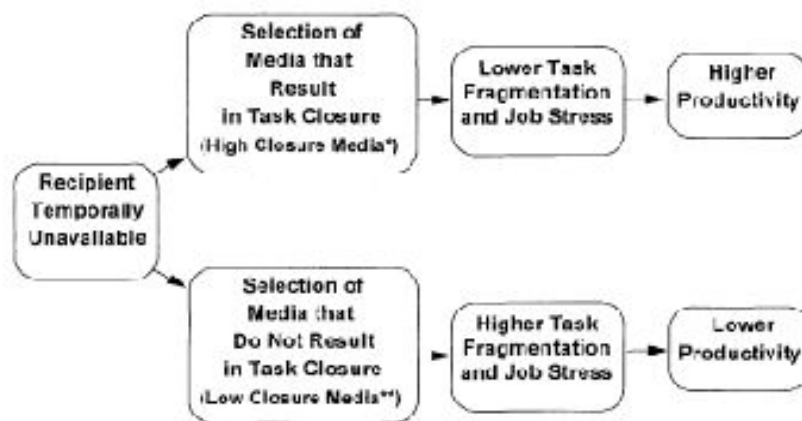 Selection of
Media that
Result
in Task Closure
(High Closure Media*)
Lower Task
Fragmentation
and Job Stress
Higher
Productivity
Recipient
Temporally
Unavailable
Selection of
Media that
Do Not Result
in Task Closure
(Low Closure Media**)
Higher Task
Fragmentation
and Job Stress
Lower
Productivity